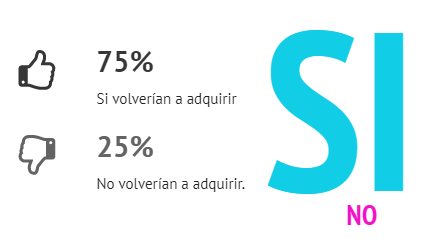 75%
Si volverían a adquirir
25%
No volverían a adquirir.
SI
NO